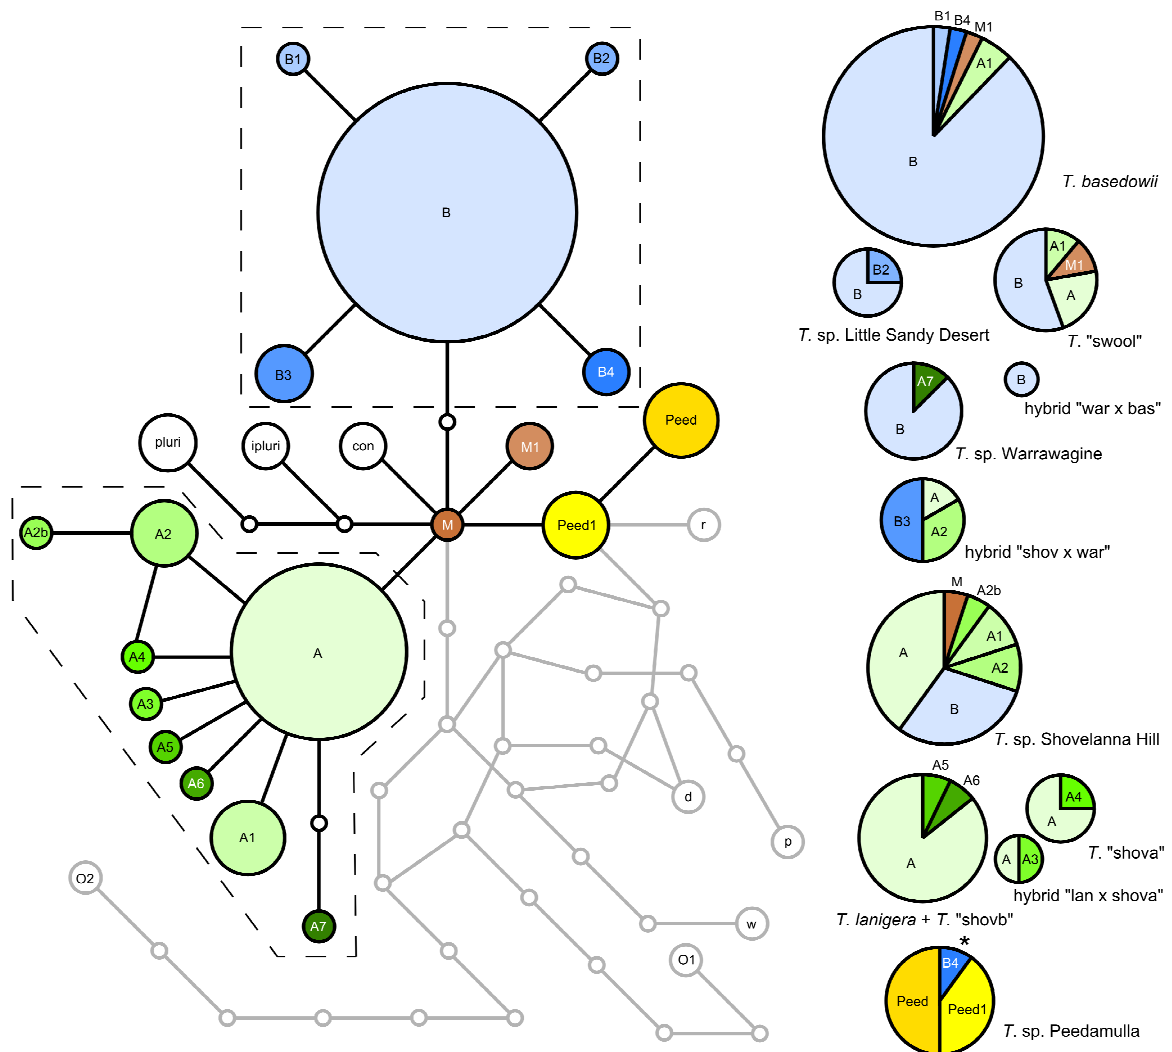 B1
B2
B
B3
B4
pluri
ipluri
con
M1
Peed
A2b
A2
M
Peed1
r
A4
A
A3
A5
A6
A1
A7
O2
d
p
w
O1
B1
B4
M1
A1
B
T. basedowii
B2
B
T. sp. Little Sandy Desert
A1
M1
B
A
T. "swool"
A7
B
T. sp. Warrawagine
B
hybrid "war x bas"
A
B3
A2
hybrid "shov x war"
M
A2b
A1
A
A2
B
T. sp. Shovelanna Hill
A5
A6
A
T. lanigera + T. "shovb"
A4
A
T. "shova"
A
A3
hybrid "lan x shova"
*
B4
Peed
Peed1
T. sp. Peedamulla